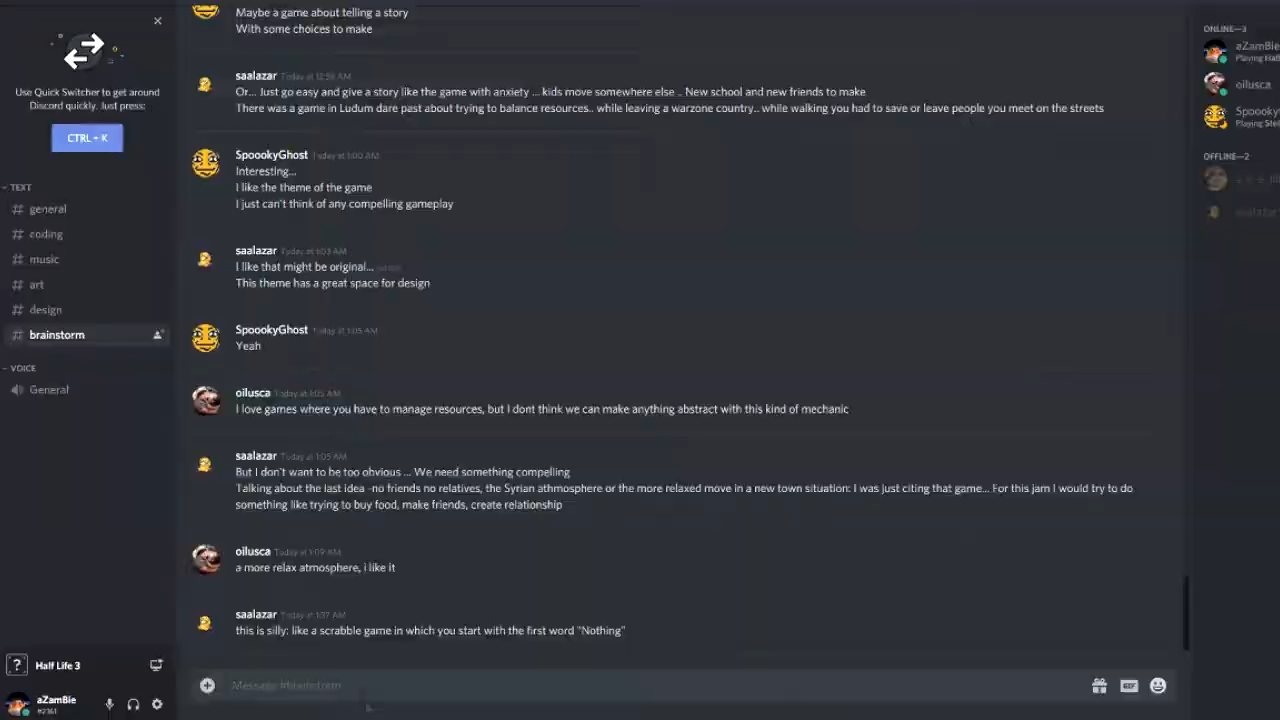 Use Quick Switcher to get around
Discord quickly. Just press:
CTRL + K
TEXT
# general
# coding
# music
# art
# design
# brainstorm
VOICE
General
Half Life 3
aZamBie
#2161
Maybe a game about telling a story
With some choices to make
saalazar Today at 12:58 AM
Or... Just go easy and give a story like the game with anxiety ... kids move somewhere else .. New school and new friends to make
There was a game in Ludum dare past about trying to balance resources.. while leaving a warzone country.. while walking you had to save or leave people you meet on the streets
SpoookyGhost Today at 1:00 AM
Interesting...
I like the theme of the game
I just can't think of any compelling gameplay
saalazar Today at 1:03 AM
I like that might be original...
This theme has a great space for design
SpoookyGhost Today at 1:05 AM
Yeah
oilusca Today at 1:05 AM
I love games where you have to manage resources, but I dont think we can make anything abstract with this kind of mechanic
saalazar Today at 1:05 AM
But I don't want to be too obvious ... We need something compelling
Talking about the last idea -no friends no relatives, the Syrian athmosphere or the more relaxed move in a new town situation: I was just citing that game... For this jam I would try to do
something like trying to buy food, make friends, create relationship
oilusca Today at 1:09 AM
a more relax atmosphere, i like it
saalazar Today at 1:37 AM
this is silly: like a scrabble game in which you start with the first word "Nothing"
Message #brainstorm
GIF
ONLINE—3
aZamBie
Playing Half
oilusca
Spoooky
Playing
OFFLINE—2
saalazar